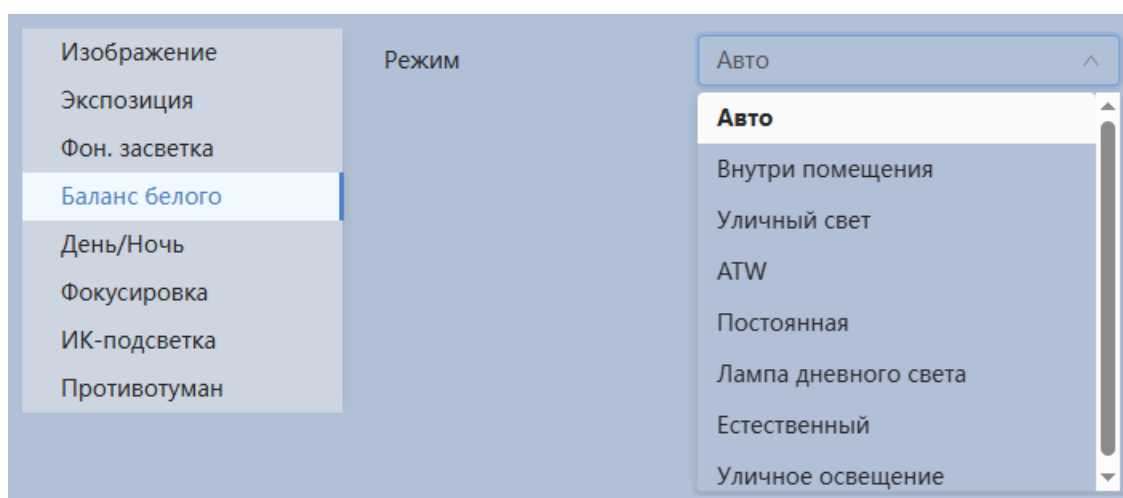 Изображение
Экспозиция
Фон. засветка
Баланс белого
День/Ночь
Фокусировка
ИК-подсветка
Противотуман
Режим
Авто
Авто
Внутри помещения
Уличный свет
ATW
Постоянная
Лампа дневного света
Естественный
Уличное освещение